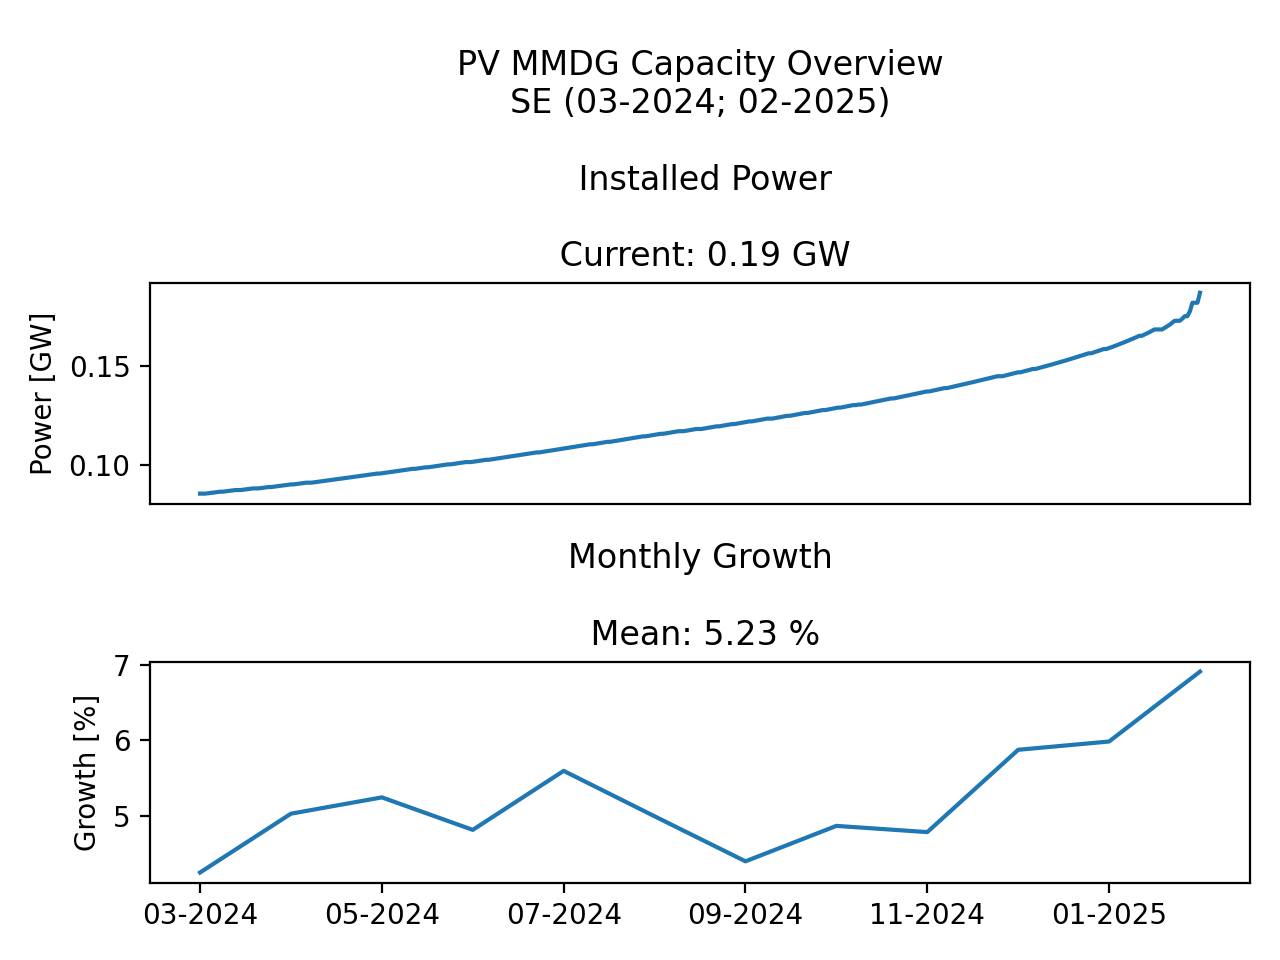 PV MMDG Capacity Overview
SE (03-2024; 02-2025)
Installed Power
Current: 0.19 GW
Power [GW]
0.15
0.10
Monthly Growth
Mean: 5.23 %
Growth [%]
7
6
5
03-2024 05-2024 07-2024 09-2024 11-2024 01-2025